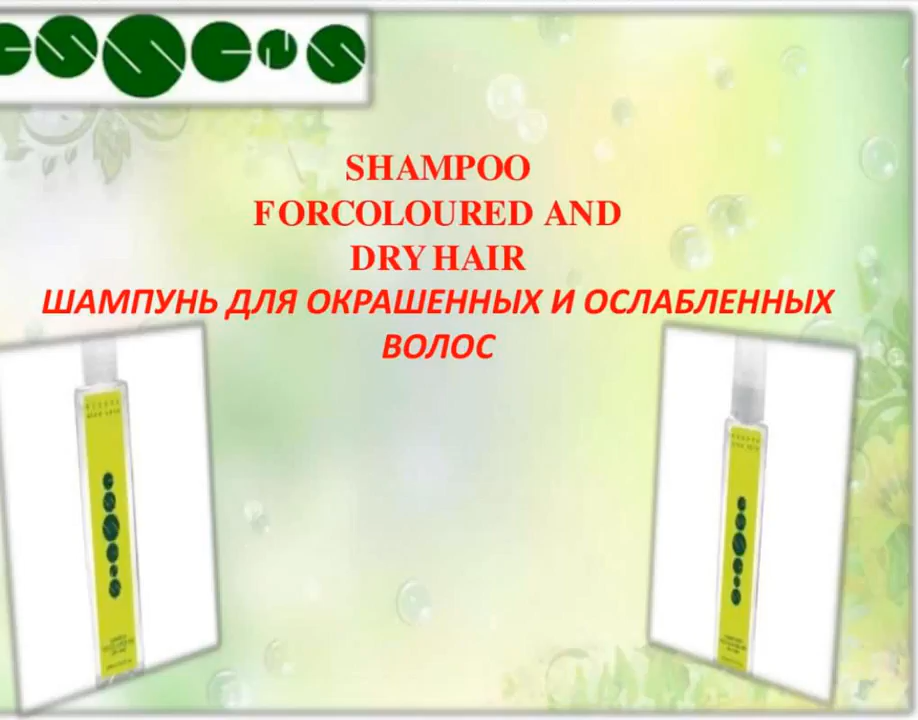 SHAMPOO
FORCOLOURED AND
DRY HAIR
ШАМПУНЬ ДЛЯ ОКРАШЕННЫХ И ОСЛАБЛЕННЫХ
ВОЛОС